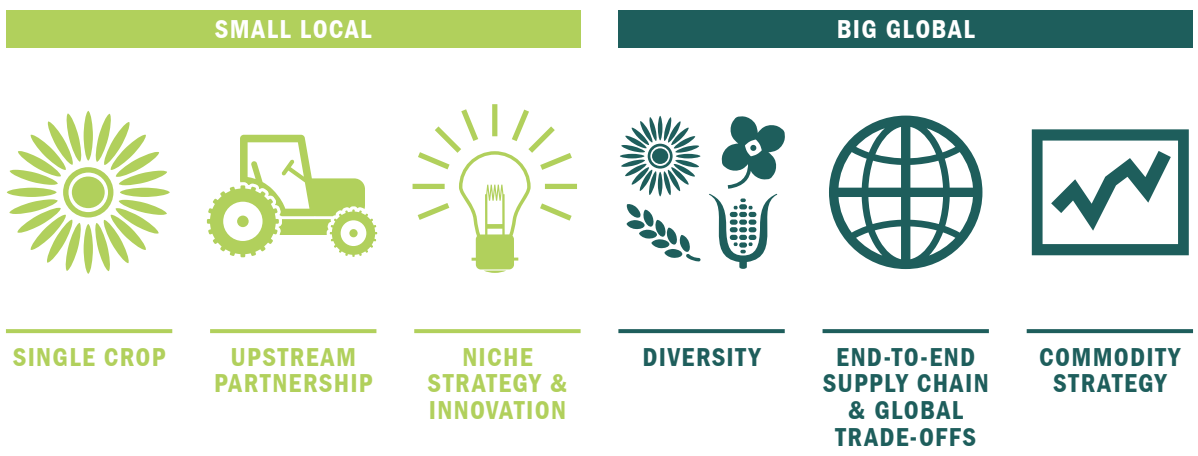 SMALL LOCAL
BIG GLOBAL
SINGLE CROP
UPSTREAM
PARTNERSHIP
NICHE
STRATEGY &
INNOVATION
DIVERSITY
END-TO-END
SUPPLY CHAIN
& GLOBAL
TRADE-OFFS
COMMODITY
STRATEGY